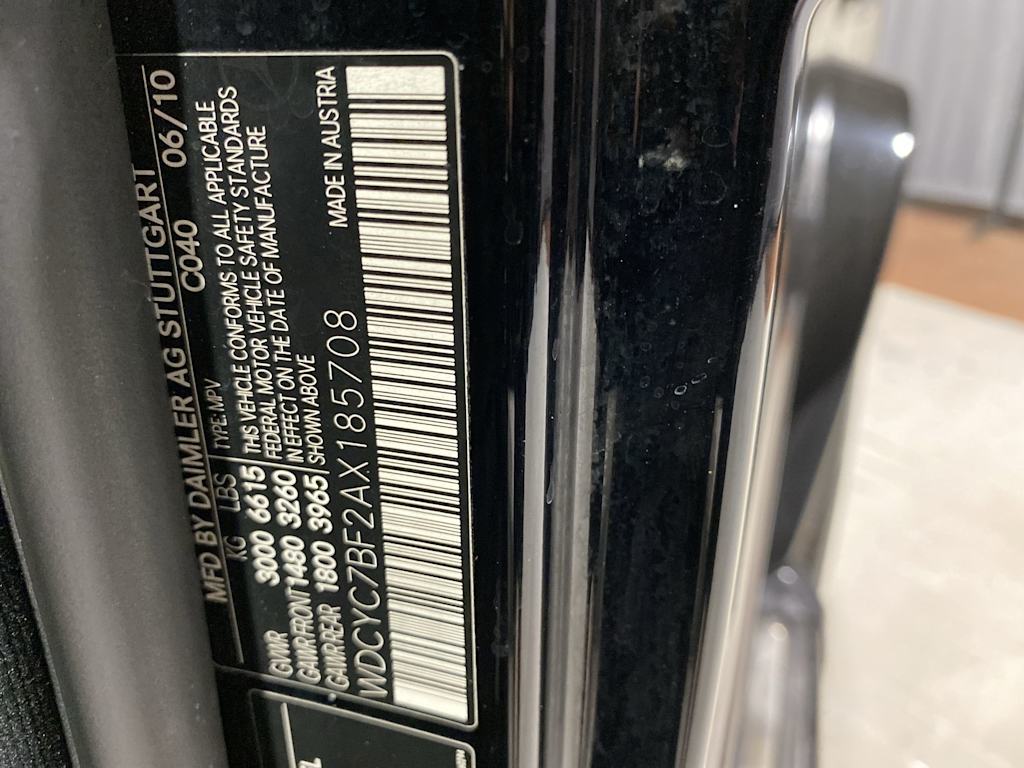 MFD BY DAIMLER AG STUTTGART
C040 06/10
KG LBS TYPE: MPV
GVWR 3000 6615 THIS VEHICLE CONFORMS TO ALL APPLICABLE
GAWR FRONT 1480 3260 FEDERAL MOTOR VEHICLE SAFETY STANDARDS
GAWR REAR 1800 3965 IN EFFECT ON THE DATE OF MANUFACTURE
SHOWN ABOVE
WDCYC7BF2AX185708 MADE IN AUSTRIA